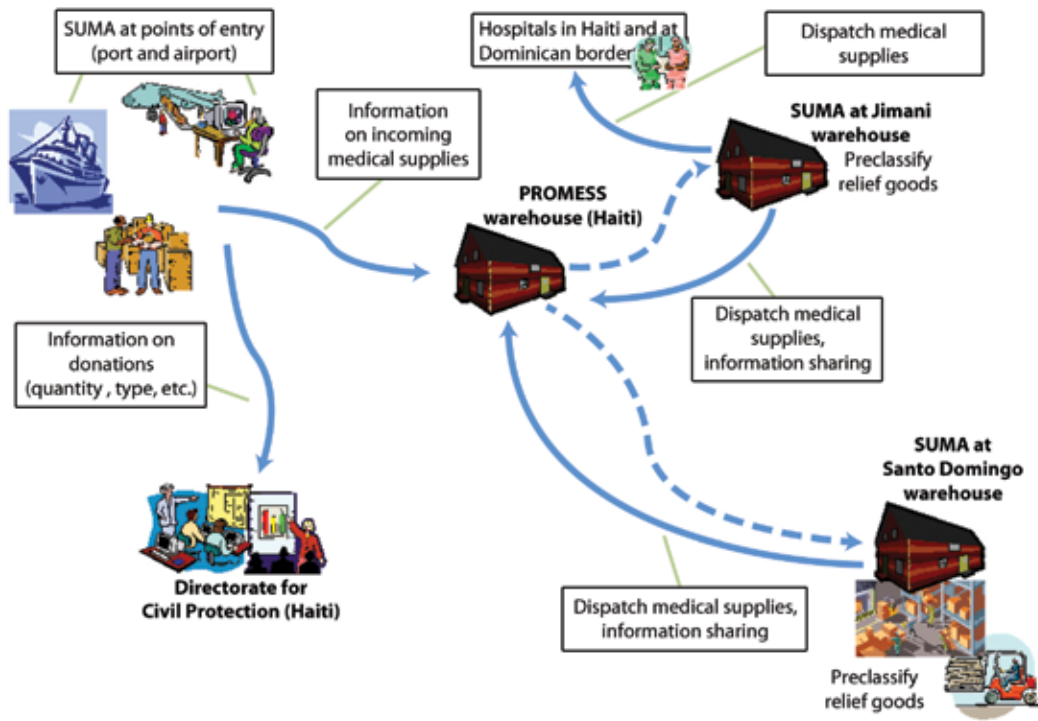 SUMA at points of entry
(port and airport)
Information
on incoming
medical supplies
Hospitals in Haiti and at
Dominican border
Dispatch medical
supplies
SUMA at Jimani
warehouse
Preclassify
relief goods
PROMESS
warehouse (Haiti)
Dispatch medical
supplies,
information sharing
Information on
donations
(quantity , type, etc.)
Directorate for
Civil Protection (Haiti)
SUMA at
Santo Domingo
warehouse
Dispatch medical supplies,
information sharing
Preclassify
relief goods